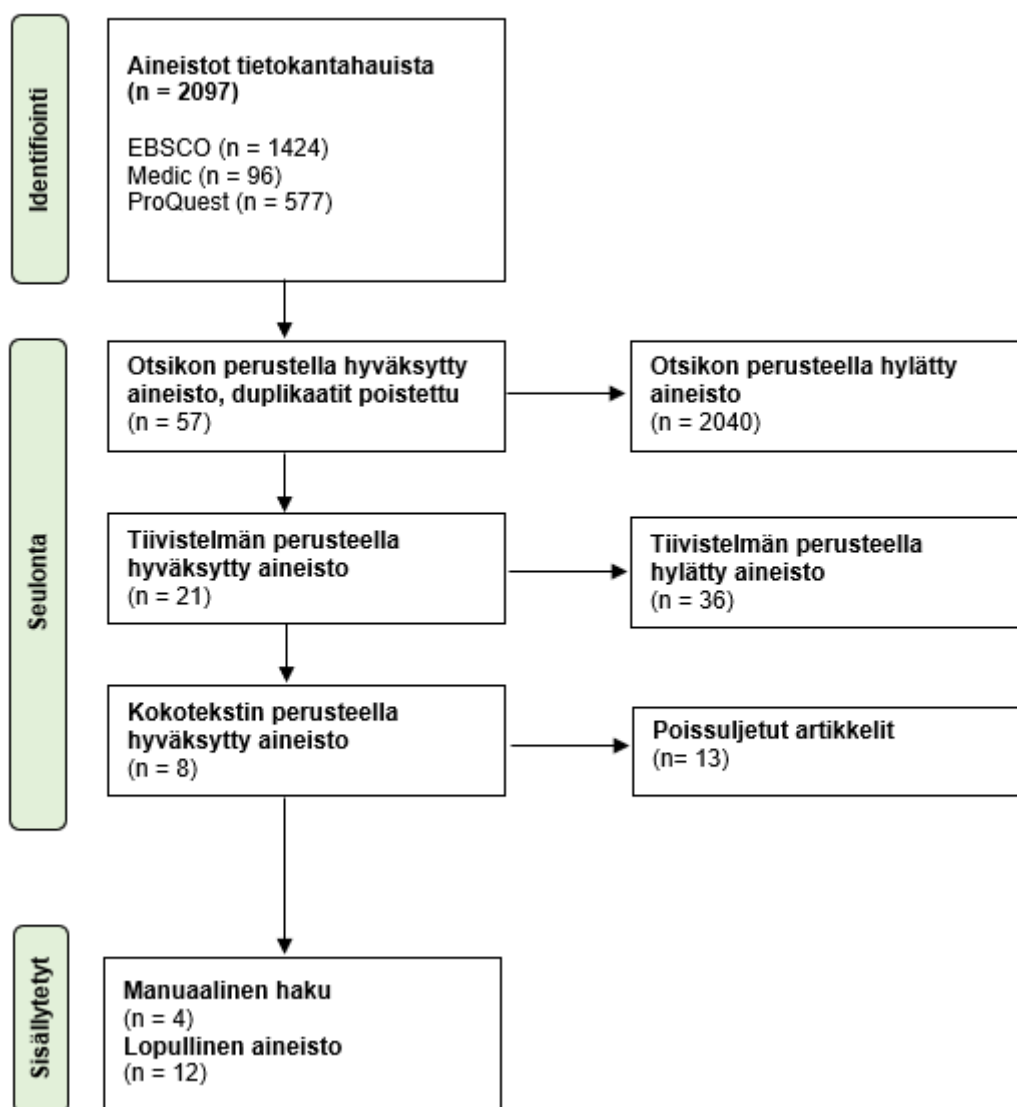 Identifiointi
Aineistot tietokantahauista
(n = 2097)
EBSCO (n = 1424)
Medic (n = 96)
ProQuest (n = 577)
Seulonta
Otsikon perustella hyväksytty
aineisto, duplikaatit poistettu
(n = 57)
Otsikon perusteella hylätty
aineisto
(n = 2040)
Tiivistelmän perusteella
hyväksytty aineisto
(n = 21)
Tiivistelmän perusteella
hylätty aineisto
(n = 36)
Kokotekstin perusteella
hyväksytty aineisto
(n = 8)
Poissuljetut artikkelit
(n= 13)
Sisällytetyt
Manuaalinen haku
(n = 4)
Lopullinen aineisto
(n = 12)